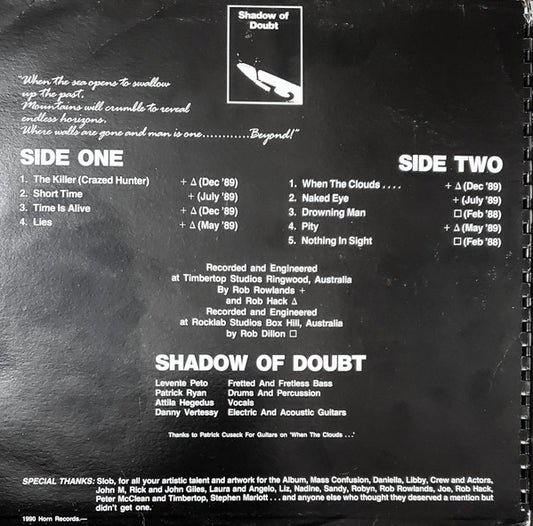 Shadow of
Doubt
"When the sea opens to swallow
up the past,
Mountains will crumble to reveal
endless horizons.
Where walls are gone and man is one............Beyond!"
SIDE ONE
1. The Killer (Crazed Hunter) + Δ (Dec '89)
2. Short Time + (July '89)
3. Time Is Alive + Δ (Dec '89)
4. Lies + Δ (May '89)
SIDE TWO
1. When The Clouds .... + Δ (Dec '89)
2. Naked Eye + (July '89)
3. Drowning Man □ (Feb '88)
4. Pity + Δ (May '89)
5. Nothing In Sight □ (Feb '88)
Recorded and Engineered
at Timbertop Studios Ringwood, Australia
By Rob Rowlands +
and Rob Hack Δ
Recorded and Engineered
at Rocklab Studios Box Hill, Australia
by Rob Dillon □
SHADOW OF DOUBT
Levente Peto Fretted And Fretless Bass
Patrick Ryan Drums And Percussion
Attila Hegedus Vocals
Danny Vertessy Electric And Acoustic Guitars
Thanks to Patrick Cusack For Guitars on 'When The Clouds ...'
SPECIAL THANKS: Slob, for all your artistic talent and artwork for the Album, Mass Confusion, Daniella, Libby, Crew and Actors,
John M, Rick and John Giles, Laura and Angelo, Liz, Nadine, Sandy, Robyn, Rob Rowlands, Joe, Rob Hack,
Peter McClean and Timbertop, Stephen Mariott ... and anyone else who thought they deserved a mention but
didn't get one.
1990 Horn Records.—